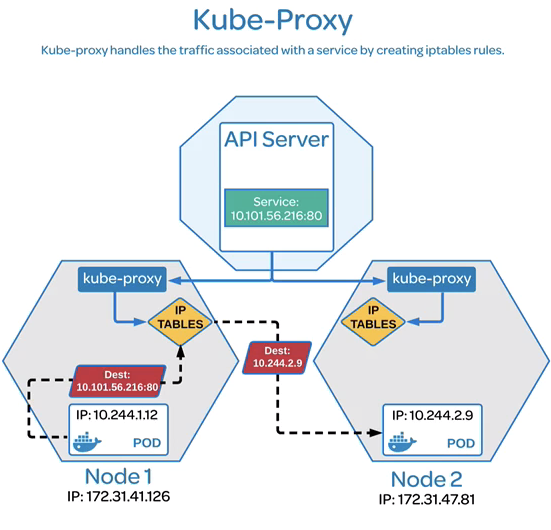 Kube-Proxy
Kube-proxy handles the traffic associated with a service by creating iptables rules.
API Server
Service:
10.101.56.216:80
kube-proxy
kube-proxy
IP
TABLES
IP
TABLES
Dest:
10.244.2.9
Dest:
10.101.56.216:80
IP: 10.244.1.12
POD
IP: 10.244.2.9
POD
Node 1
IP: 172.31.41.126
Node 2
IP: 172.31.47.81